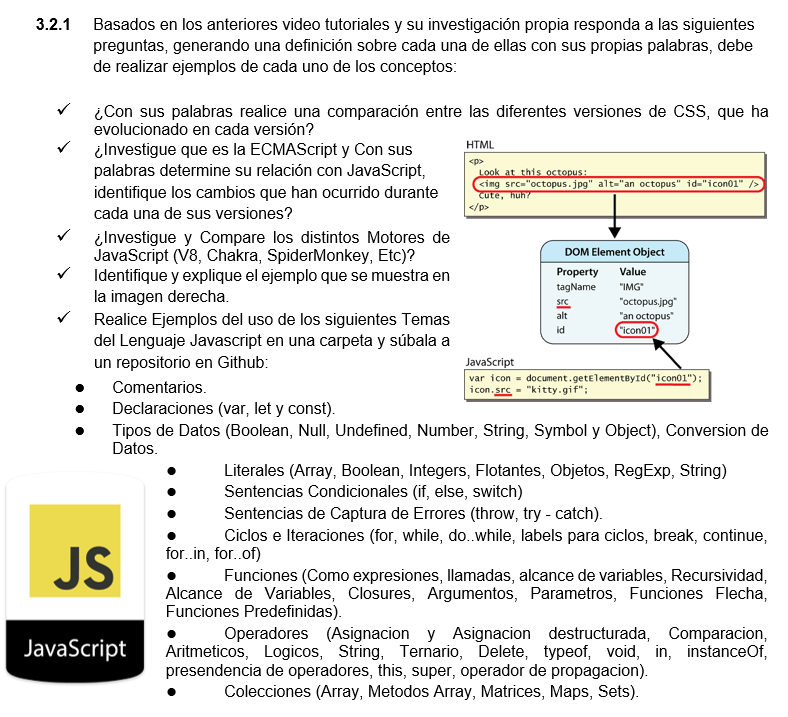 3.2.1 Basados en los anteriores video tutoriales y su investigación propia responda a las siguientes
preguntas, generando una definición sobre cada una de ellas con sus propias palabras, debe
de realizar ejemplos de cada uno de los conceptos:
✓ ¿Con sus palabras realice una comparación entre las diferentes versiones de CSS, que ha
evolucionado en cada versión?
✓ ¿Investigue que es la ECMAScript y Con sus
palabras determine su relación con JavaScript,
identifique los cambios que han ocurrido durante
cada una de sus versiones?
✓ ¿Investigue y Compare los distintos Motores de
JavaScript (V8, Chakra, SpiderMonkey, Etc)?
✓ Identifique y explique el ejemplo que se muestra en
la imagen derecha.
✓ Realice Ejemplos del uso de los siguientes Temas
del Lenguaje Javascript en una carpeta y súbala a
un repositorio en Github:
HTML
<p>
Look at this octopus:
<img src="octopus.jpg" alt="an octopus" id="icon01" />
Cute, huh?
</p>
DOM Element Object
Property Value
tagName "IMG"
src "octopus.jpg"
alt "an octopus"
id "icon01"
JavaScript
var icon = document.getElementById("icon01");
icon.src = "kitty.gif";
● Comentarios.
● Declaraciones (var, let y const).
● Tipos de Datos (Boolean, Null, Undefined, Number, String, Symbol y Object), Conversion de
Datos.
● Literales (Array, Boolean, Integers, Flotantes, Objetos, RegExp, String)
● Sentencias Condicionales (if, else, switch)
● Sentencias de Captura de Errores (throw, try - catch).
● Ciclos e Iteraciones (for, while, do..while, labels para ciclos, break, continue,
for..in, for..of)
● Funciones (Como expresiones, llamadas, alcance de variables, Recursividad,
Alcance de Variables, Closures, Argumentos, Parametros, Funciones Flecha,
Funciones Predefinidas).
● Operadores (Asignacion y Asignacion destructurada, Comparacion,
Aritmeticos, Logicos, String, Ternario, Delete, typeof, void, in, instanceOf,
presendencia de operadores, this, super, operador de propagacion).
● Colecciones (Array, Metodos Array, Matrices, Maps, Sets).
JS
JavaScript